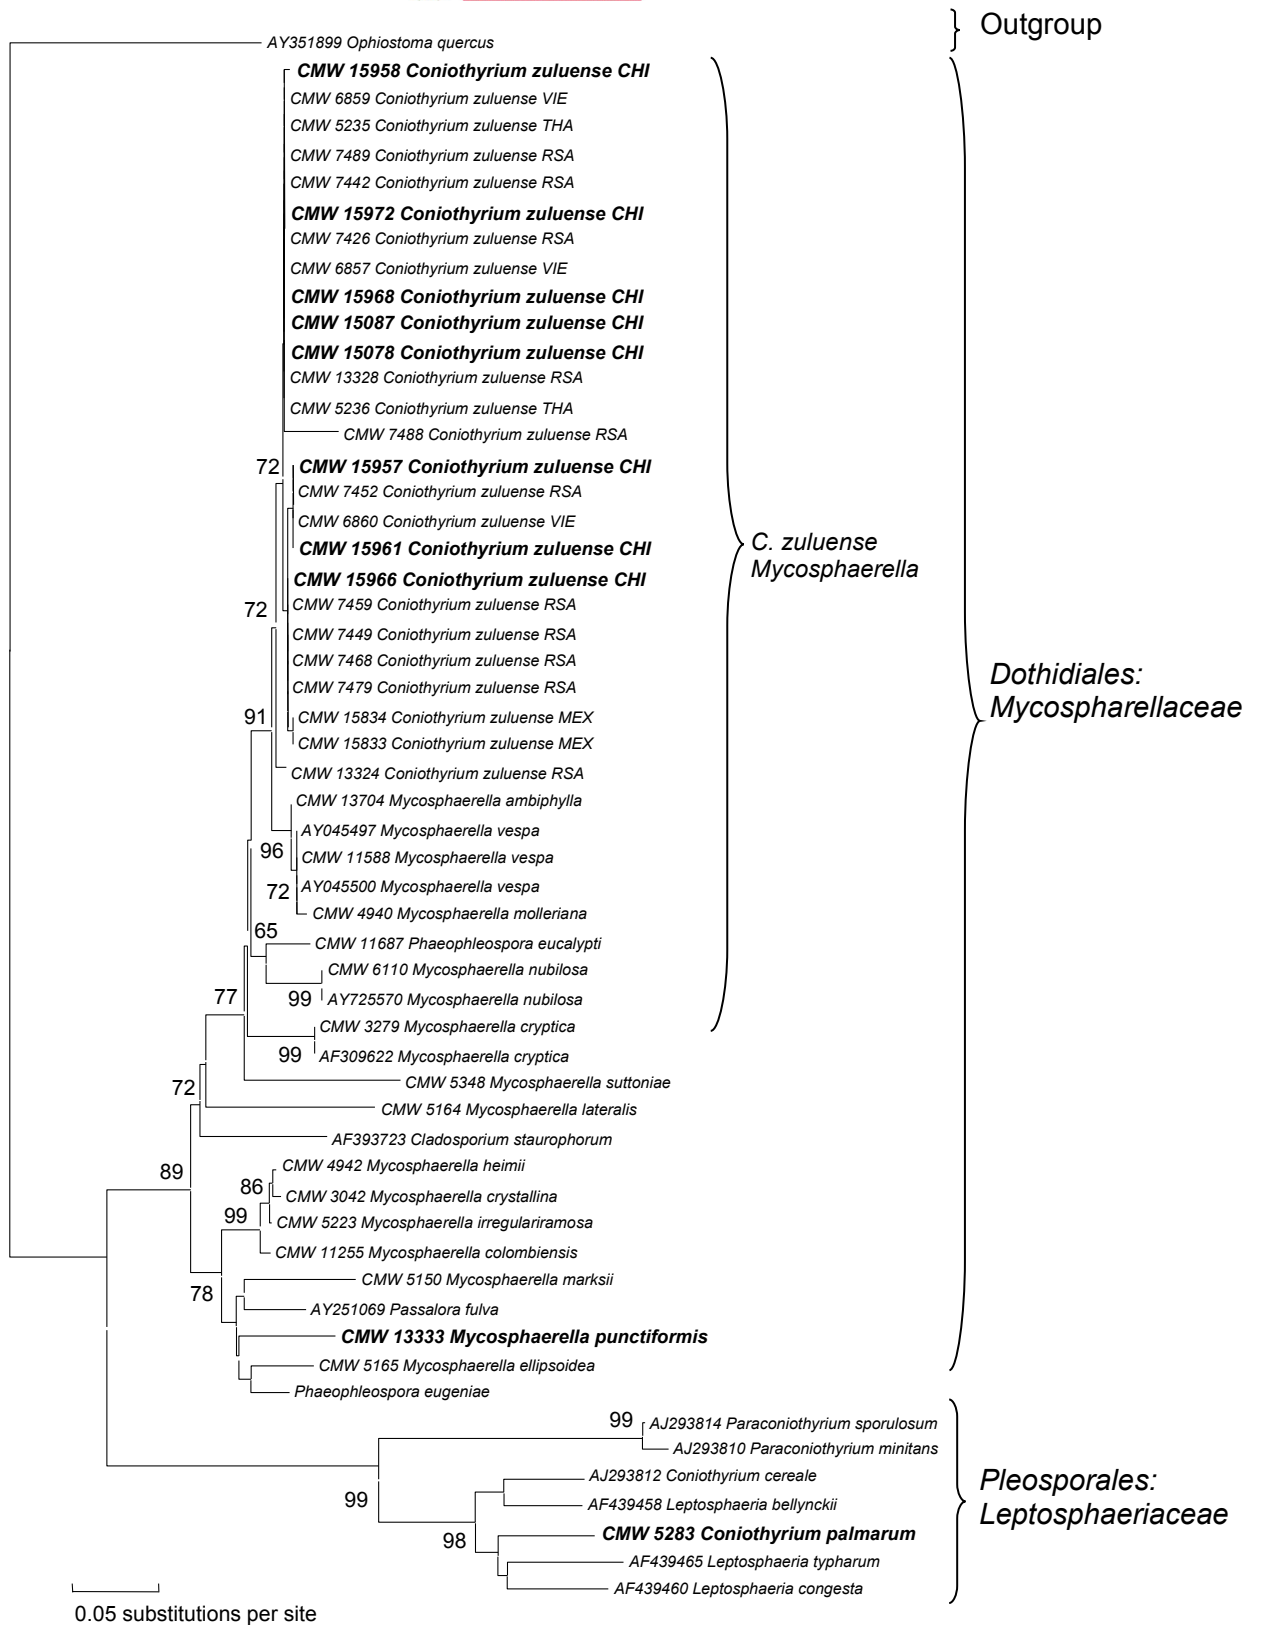 Outgroup
AY351899 Ophiostoma quercus
CMW 15958 Coniothyrium zuluense CHI
CMW 6859 Coniothyrium zuluense VIE
CMW 5235 Coniothyrium zuluense THA
CMW 7489 Coniothyrium zuluense RSA
CMW 7442 Coniothyrium zuluense RSA
CMW 15972 Coniothyrium zuluense CHI
CMW 7426 Coniothyrium zuluense RSA
CMW 6857 Coniothyrium zuluense VIE
CMW 15968 Coniothyrium zuluense CHI
CMW 15087 Coniothyrium zuluense CHI
CMW 15078 Coniothyrium zuluense CHI
CMW 13328 Coniothyrium zuluense RSA
CMW 5236 Coniothyrium zuluense THA
CMW 7488 Coniothyrium zuluense RSA
72
CMW 15957 Coniothyrium zuluense CHI
CMW 7452 Coniothyrium zuluense RSA
CMW 6860 Coniothyrium zuluense VIE
CMW 15961 Coniothyrium zuluense CHI
C. zuluense
Mycosphaerella
CMW 15966 Coniothyrium zuluense CHI
CMW 7459 Coniothyrium zuluense RSA
72
CMW 7449 Coniothyrium zuluense RSA
CMW 7468 Coniothyrium zuluense RSA
Dothidiales:
Mycospharellaceae
CMW 7479 Coniothyrium zuluense RSA
91
CMW 15834 Coniothyrium zuluense MEX
CMW 15833 Coniothyrium zuluense MEX
CMW 13324 Coniothyrium zuluense RSA
CMW 13704 Mycosphaerella ambiphylla
AY045497 Mycosphaerella vespa
96
CMW 11588 Mycosphaerella vespa
72
AY045500 Mycosphaerella vespa
CMW 4940 Mycosphaerella molleriana
65
CMW 11687 Phaeophleospora eucalypti
CMW 6110 Mycosphaerella nubilosa
77
99
AY725570 Mycosphaerella nubilosa
CMW 3279 Mycosphaerella cryptica
99
AF309622 Mycosphaerella cryptica
CMW 5348 Mycosphaerella suttoniae
72
CMW 5164 Mycosphaerella lateralis
AF393723 Cladosporium staurophorum
89
CMW 4942 Mycosphaerella heimii
86
CMW 3042 Mycosphaerella crystallina
99
CMW 5223 Mycosphaerella irregulariramosa
CMW 11255 Mycosphaerella colombiensis
78
CMW 5150 Mycosphaerella marksii
AY251069 Passalora fulva
CMW 13333 Mycosphaerella punctiformis
CMW 5165 Mycosphaerella ellipsoidea
Phaeophleospora eugeniae
99
AJ293814 Paraconiothyrium sporulosum
AJ293810 Paraconiothyrium minitans
AJ293812 Coniothyrium cereale
Pleosporales:
Leptosphaeriaceae
99
AF439458 Leptosphaeria bellynckii
98
CMW 5283 Coniothyrium palmarum
AF439465 Leptosphaeria typharum
AF439460 Leptosphaeria congesta
0.05 substitutions per site